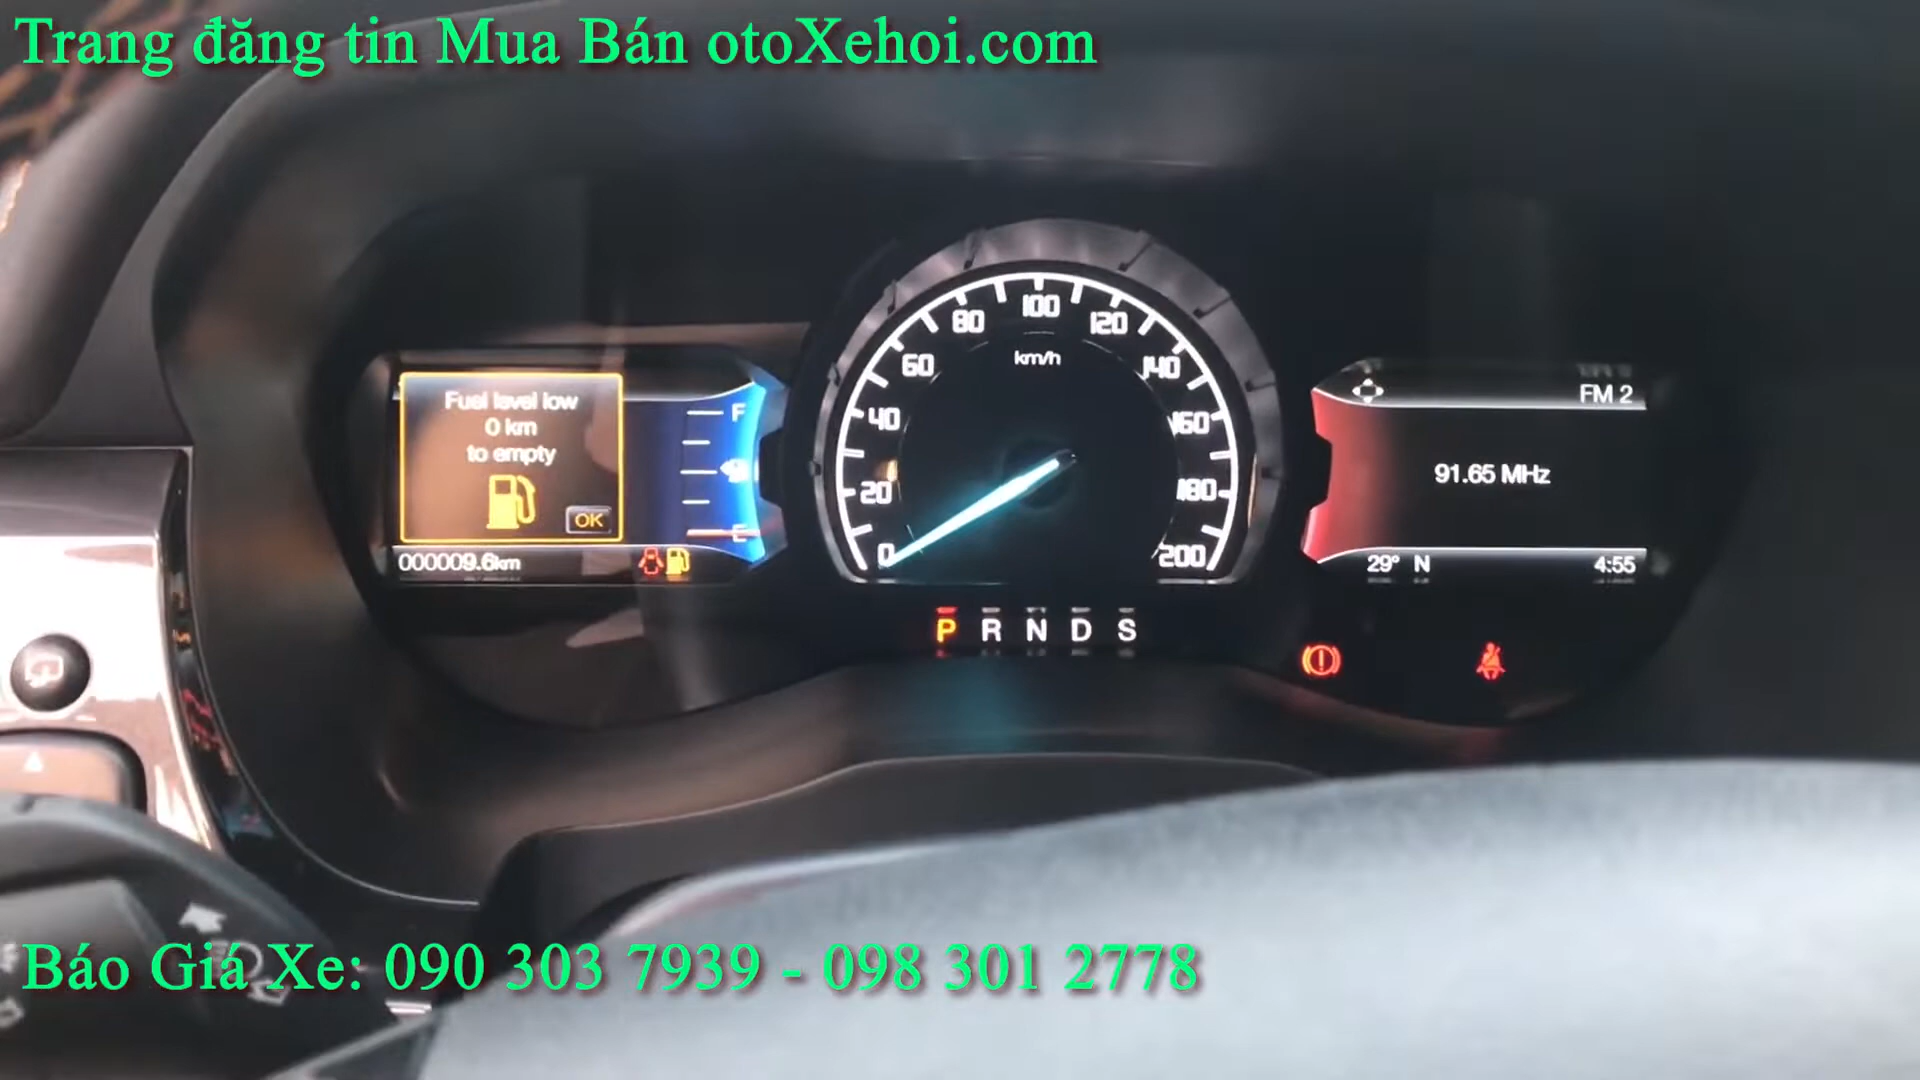 Trang đăng tin Mua Bán otoXehoi.com
Fuel level low
0 km
to empty
OK
F
E
000009.6km
0
20
40
60
80
100
120
140
160
180
200
km/h
P R N D S
FM 2
91.65 MHz
29° N
4:55
Báo Giá Xe: 090 303 7939 - 098 301 2778